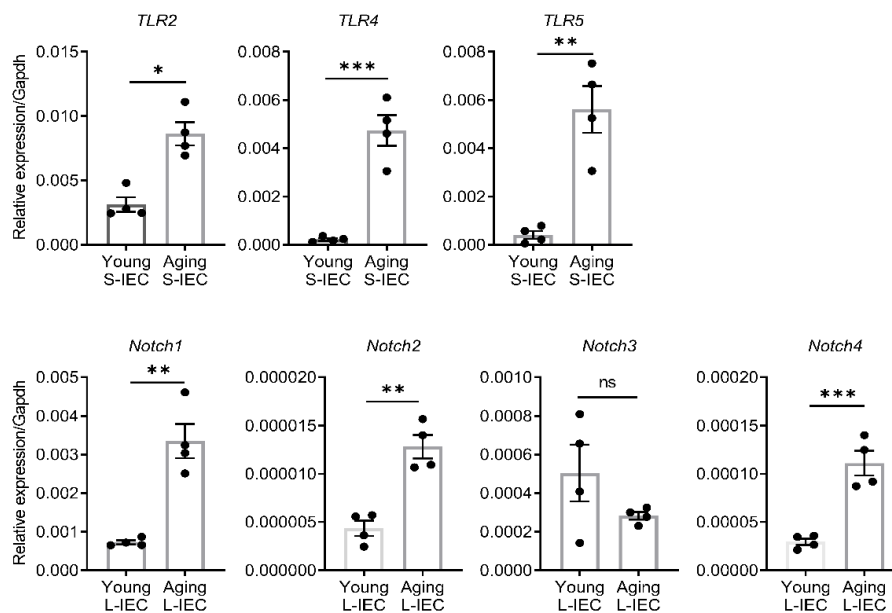 TLR2
TLR4
TLR5
Relative expression/Gapdh
0.015
0.010
0.005
0.000
*
Young
S-IEC
Aging
S-IEC
0.008
0.006
0.004
0.002
0.000
***
Young
S-IEC
Aging
S-IEC
0.008
0.006
0.004
0.002
0.000
**
Young
S-IEC
Aging
S-IEC
Notch1
Notch2
Notch3
Notch4
Relative expression/Gapdh
0.005
0.004
0.003
0.002
0.001
0.000
**
Young
L-IEC
Aging
L-IEC
0.000020
0.000015
0.000010
0.000005
0.000000
**
Young
L-IEC
Aging
L-IEC
0.0010
0.0008
0.0006
0.0004
0.0002
0.0000
ns
Young
L-IEC
Aging
L-IEC
0.00020
0.00015
0.00010
0.00005
0.00000
***
Young
L-IEC
Aging
L-IEC